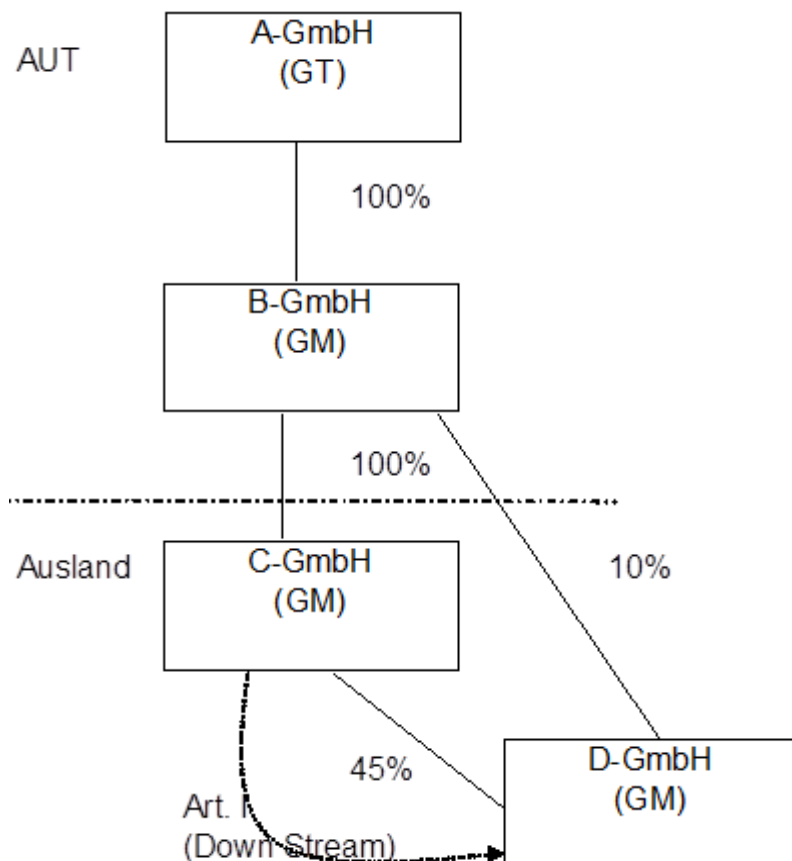 AUT
A-GmbH
(GT)
100%
B-GmbH
(GM)
100%
Ausland
C-GmbH
(GM)
10%
45%
D-GmbH
(GM)
Art. I
(Down Stream)